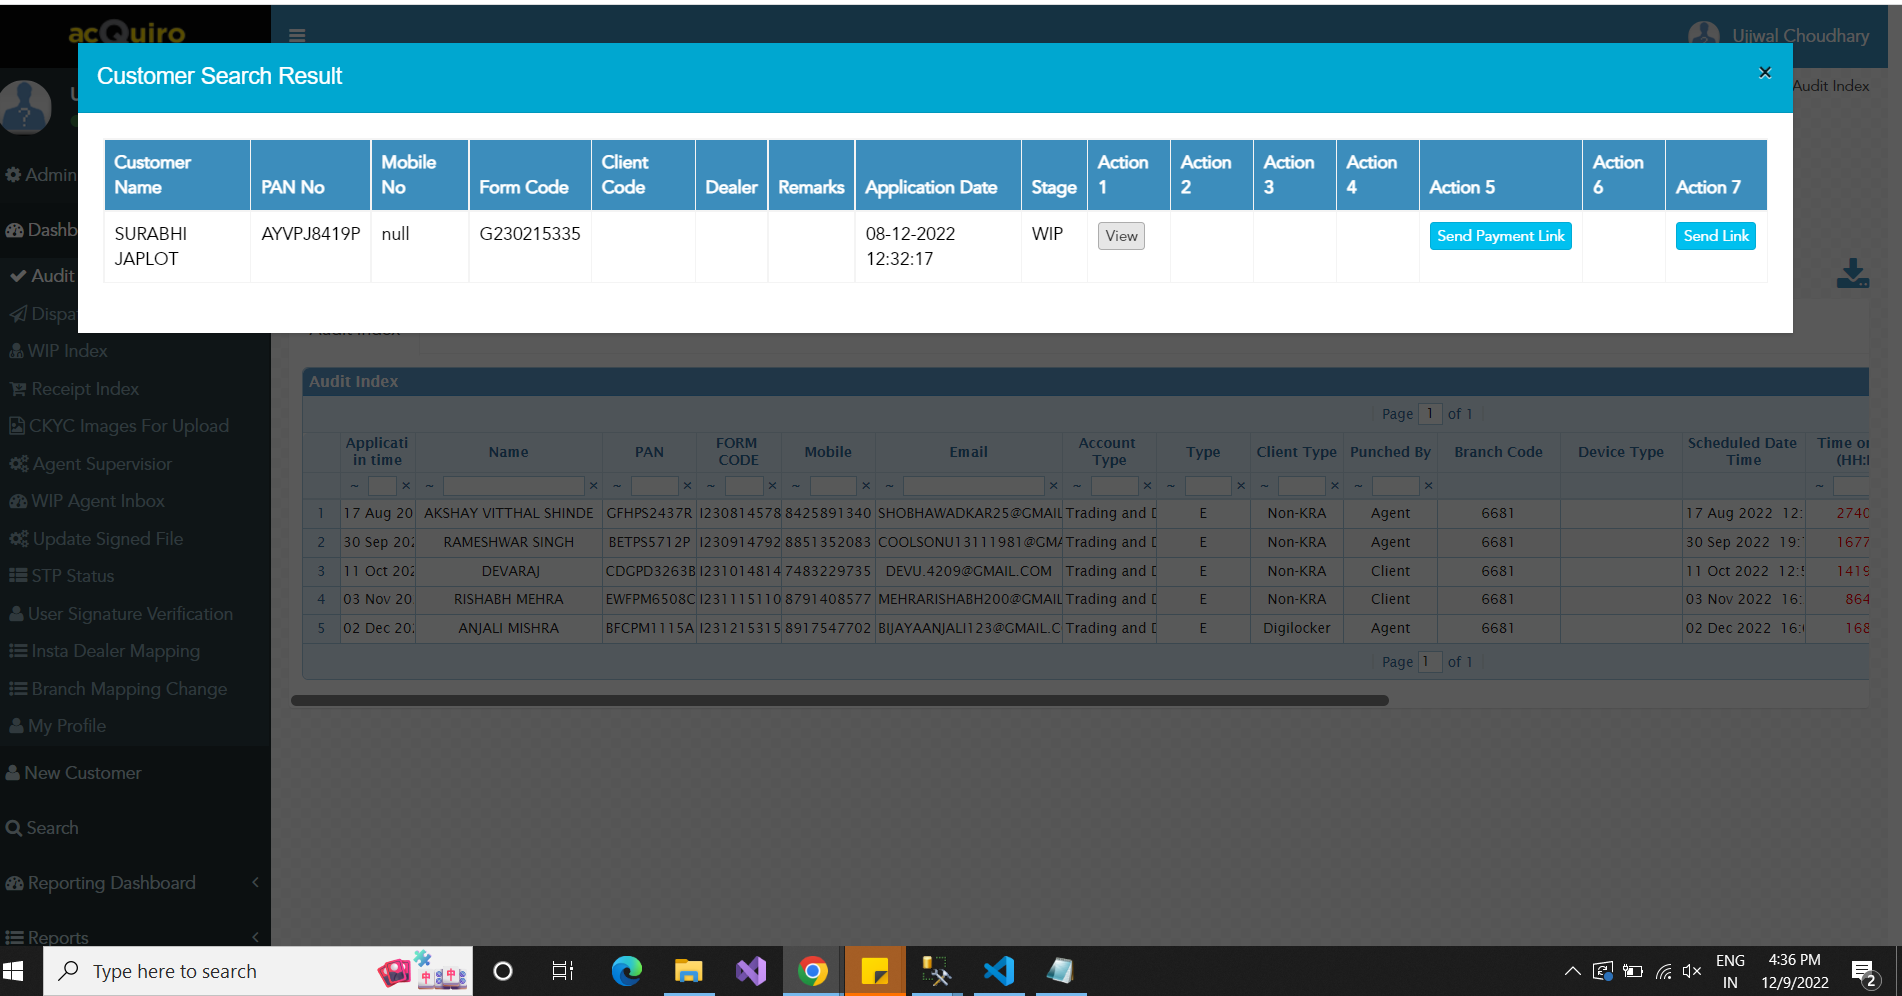 acQuiro
Ujjwal Choudhary
Customer Search Result
×
Audit Index
Customer Name
PAN No
Mobile No
Form Code
Client Code
Dealer
Remarks
Application Date
Stage
Action 1
Action 2
Action 3
Action 4
Action 5
Action 6
Action 7
SURABHI JAPLOT
AYVPJ8419P
null
G230215335
08-12-2022 12:32:17
WIP
View
Send Payment Link
Send Link
Admin
Dashb
Audit
Dispa
WIP Index
Receipt Index
CKYC Images For Upload
Agent Supervisior
WIP Agent Inbox
Update Signed File
STP Status
User Signature Verification
Insta Dealer Mapping
Branch Mapping Change
My Profile
New Customer
Search
Reporting Dashboard
Reports
Audit Index
Page 1 of 1
Applicati in time
Name
PAN
FORM CODE
Mobile
Email
Account Type
Type
Client Type
Punched By
Branch Code
Device Type
Scheduled Date Time
Time or (HH:I
~ × ~ × ~ × ~ × ~ × ~ × ~ × ~ × ~ × ~ × ~
1 17 Aug 20 AKSHAY VITTHAL SHINDE GFHPS2437R I230814578 8425891340 SHOBHAWADKAR25@GMAIL Trading and D E Non-KRA Agent 6681 17 Aug 2022 12: 2740
2 30 Sep 202 RAMESHWAR SINGH BETPS5712P I230914792 8851352083 COOLSONU13111981@GMA Trading and D E Non-KRA Agent 6681 30 Sep 2022 19: 1677
3 11 Oct 202 DEVARAJ CDGPD3263B I231014814 7483229735 DEVU.4209@GMAIL.COM Trading and D E Non-KRA Client 6681 11 Oct 2022 12:5 1419
4 03 Nov 20 RISHABH MEHRA EWFPM6508C I231115110 8791408577 MEHRARISHABH200@GMAIL Trading and D E Non-KRA Client 6681 03 Nov 2022 16: 864
5 02 Dec 202 ANJALI MISHRA BFCPM1115A I231215315 8917547702 BIJAYAANJALI123@GMAIL.C Trading and D E Digilocker Agent 6681 02 Dec 2022 16:0 168
Page 1 of 1
Type here to search
ENG
IN
4:36 PM
12/9/2022
2